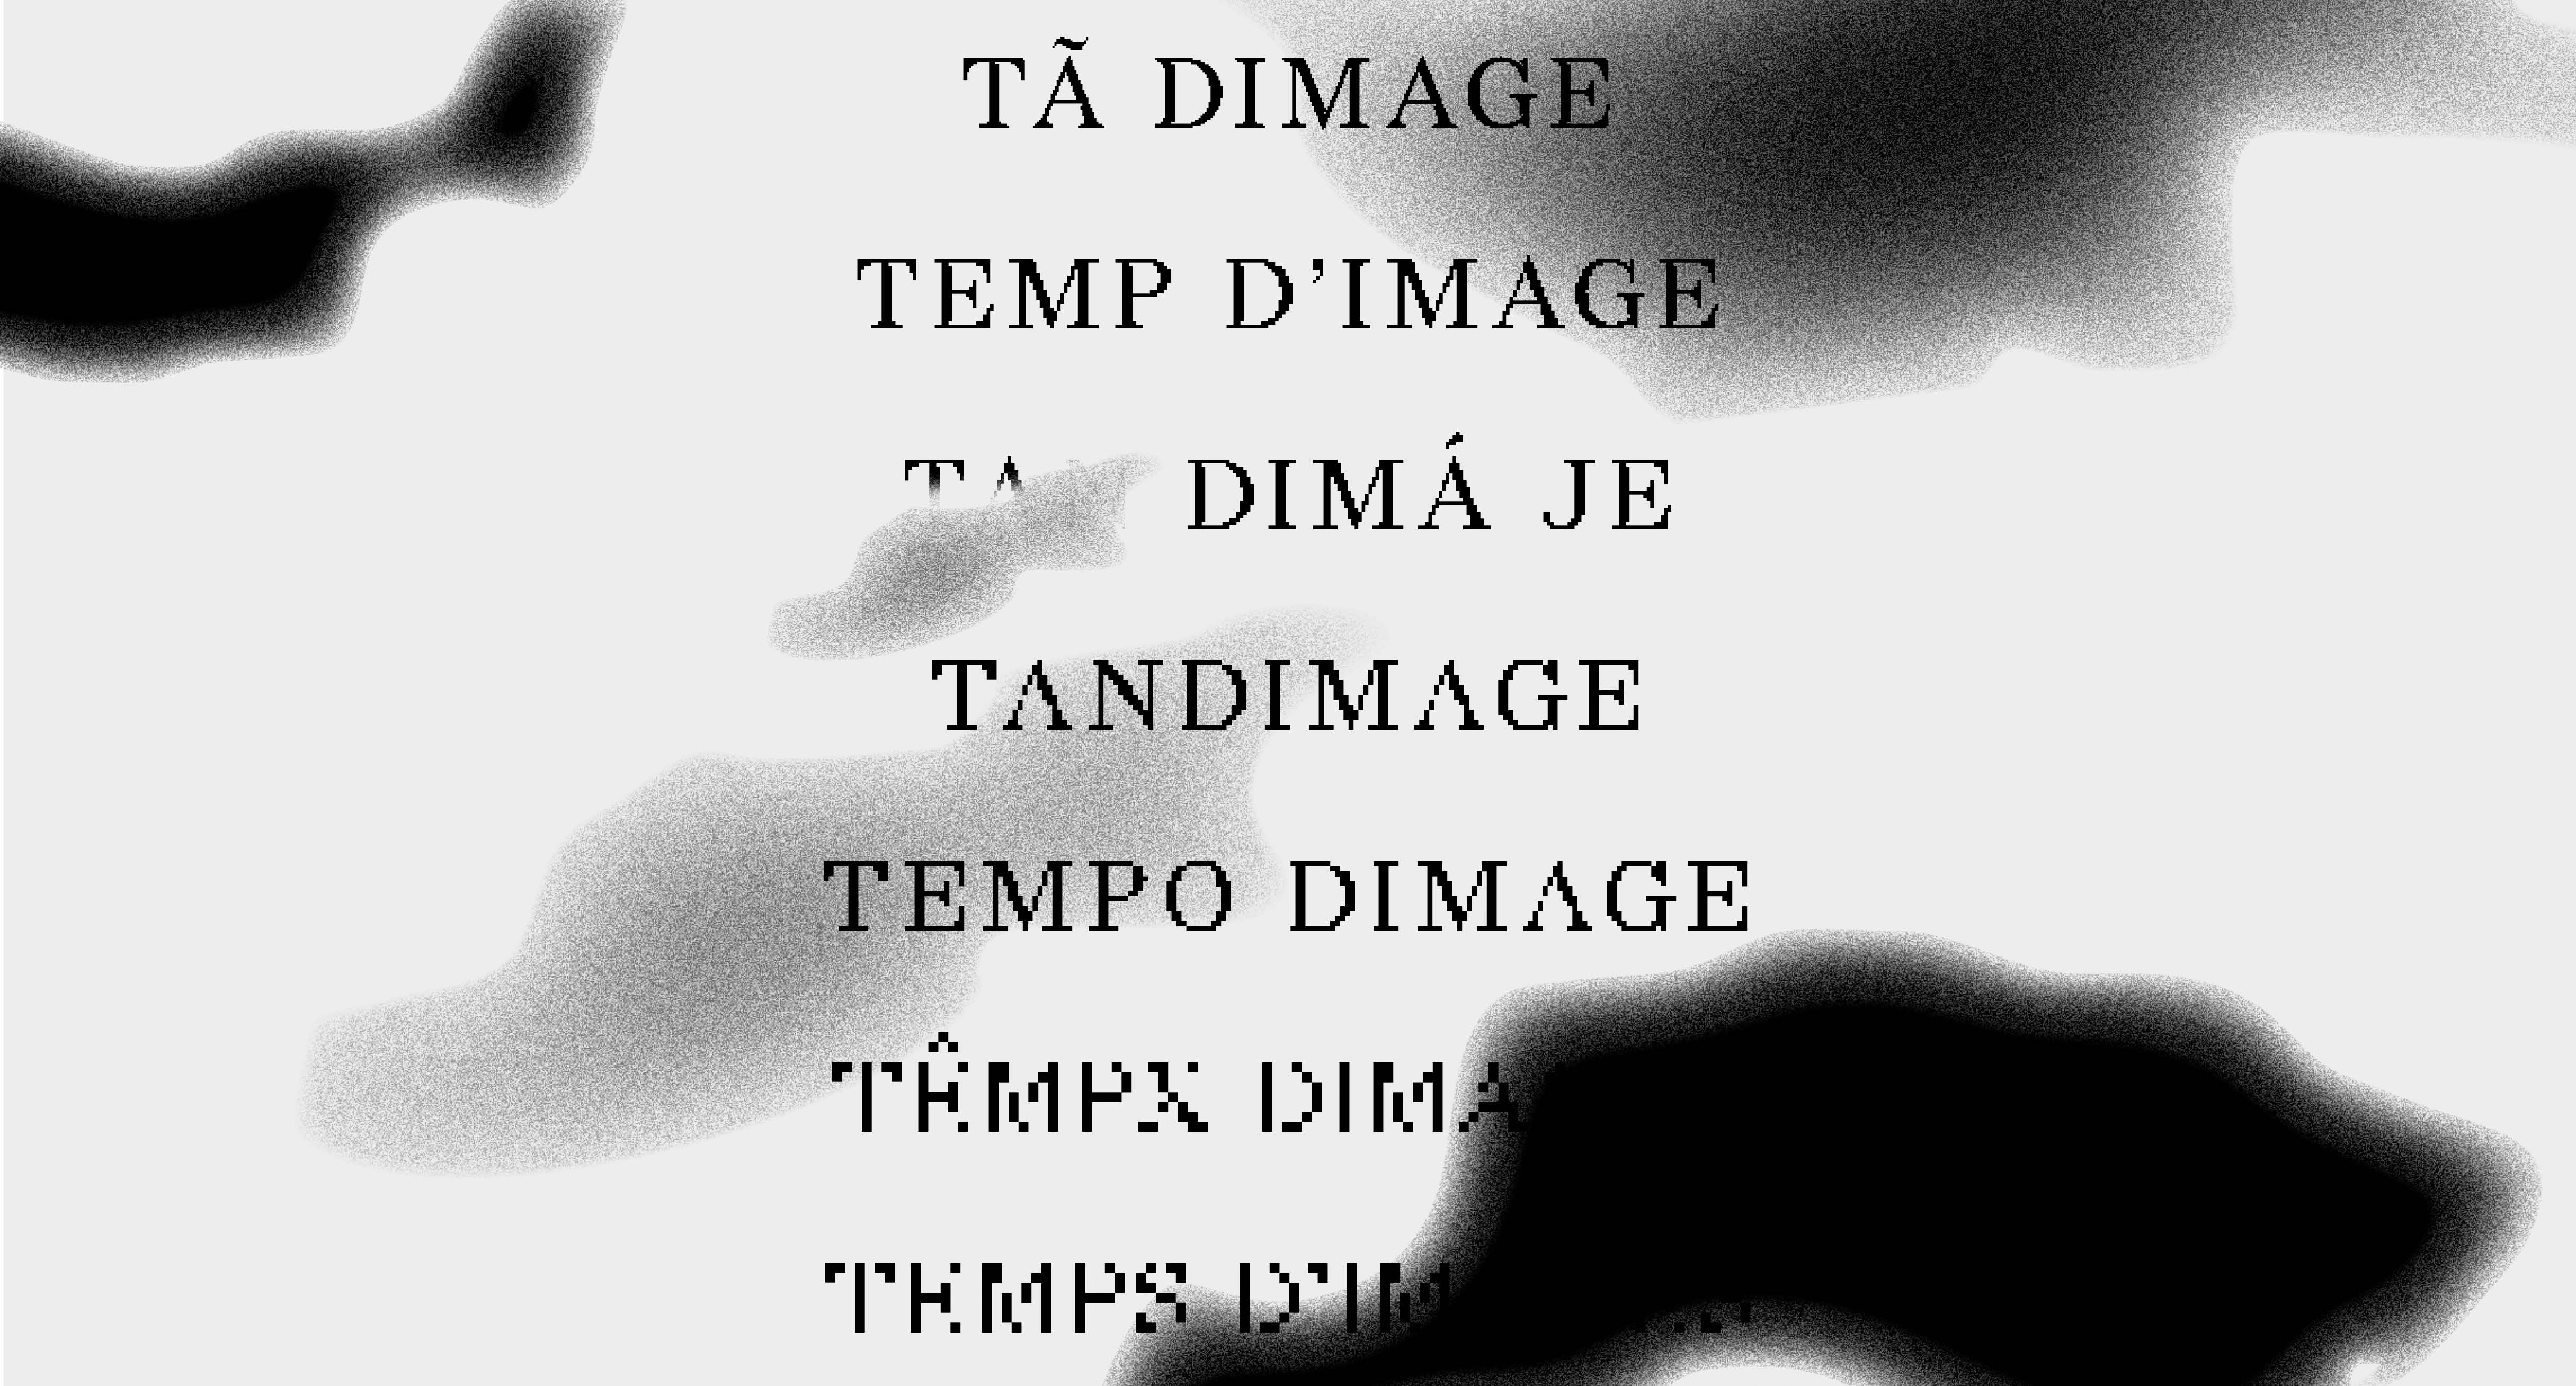 TÃ DIMAGE
TEMP D’IMAGE
DIMÁ JE
TANDIMAGE
TEMPO DIMAGE
TÊMPX
TEMPS